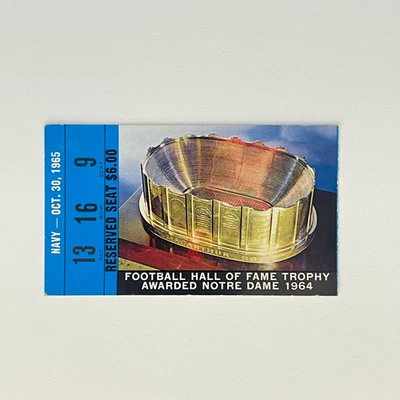 NAVY — OCT. 30, 1965
13 16 9
RESERVED SEAT $6.00
FOOTBALL HALL OF FAME TROPHY
AWARDED NOTRE DAME 1964